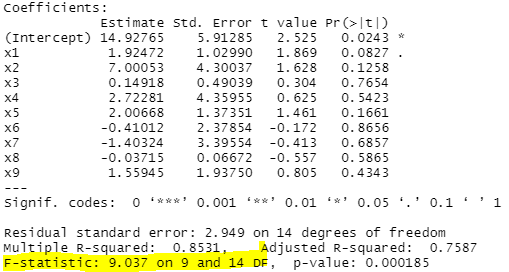 Coefficients:
Estimate Std. Error t value Pr(>|t|)
(Intercept) 14.92765 5.91285 2.525 0.0243 *
x1 1.92472 1.02990 1.869 0.0827 .
x2 7.00053 4.30037 1.628 0.1258
x3 0.14918 0.49039 0.304 0.7654
x4 2.72281 4.35955 0.625 0.5423
x5 2.00668 1.37351 1.461 0.1661
x6 -0.41012 2.37854 -0.172 0.8656
x7 -1.40324 3.39554 -0.413 0.6857
x8 -0.03715 0.06672 -0.557 0.5865
x9 1.55945 1.93750 0.805 0.4343
---
Signif. codes: 0 ‘***’ 0.001 ‘**’ 0.01 ‘*’ 0.05 ‘.’ 0.1 ‘ ’ 1
Residual standard error: 2.949 on 14 degrees of freedom
Multiple R-squared: 0.8531, Adjusted R-squared: 0.7587
F-statistic: 9.037 on 9 and 14 DF, p-value: 0.000185